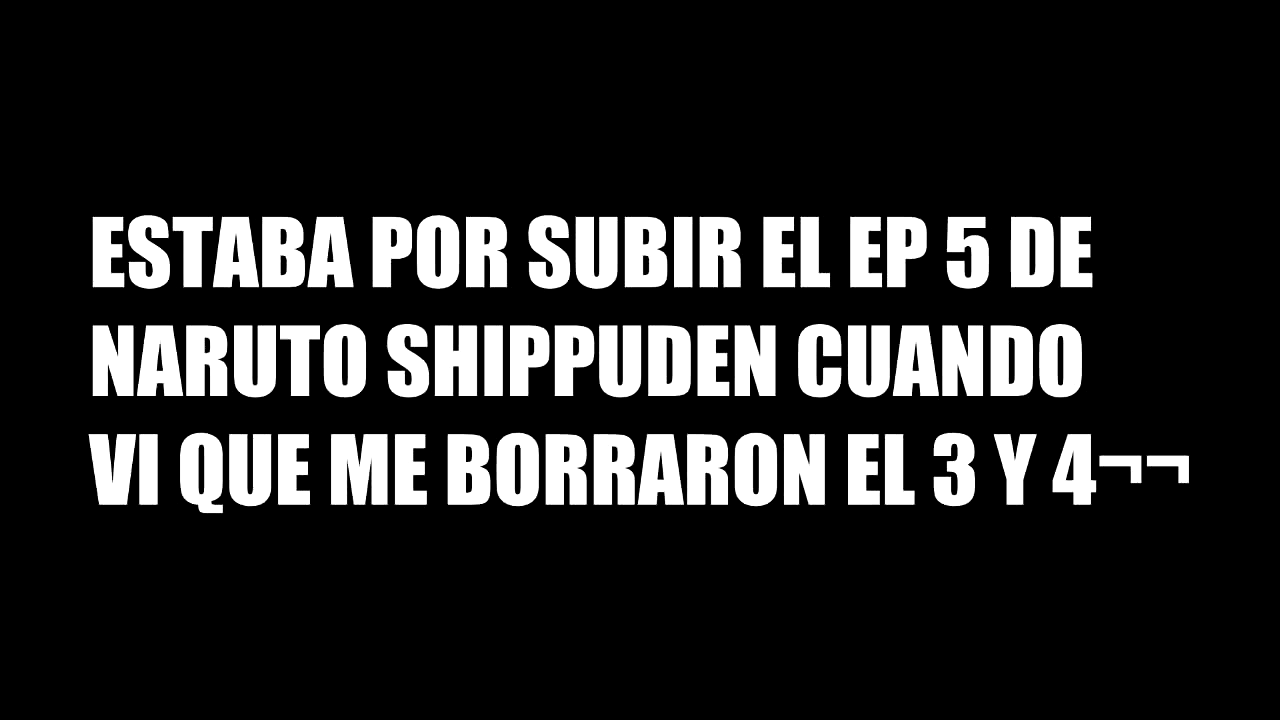 ESTABA POR SUBIR EL EP 5 DE
NARUTO SHIPPUDEN CUANDO
VI QUE ME BORRARON EL 3 Y 4¬¬